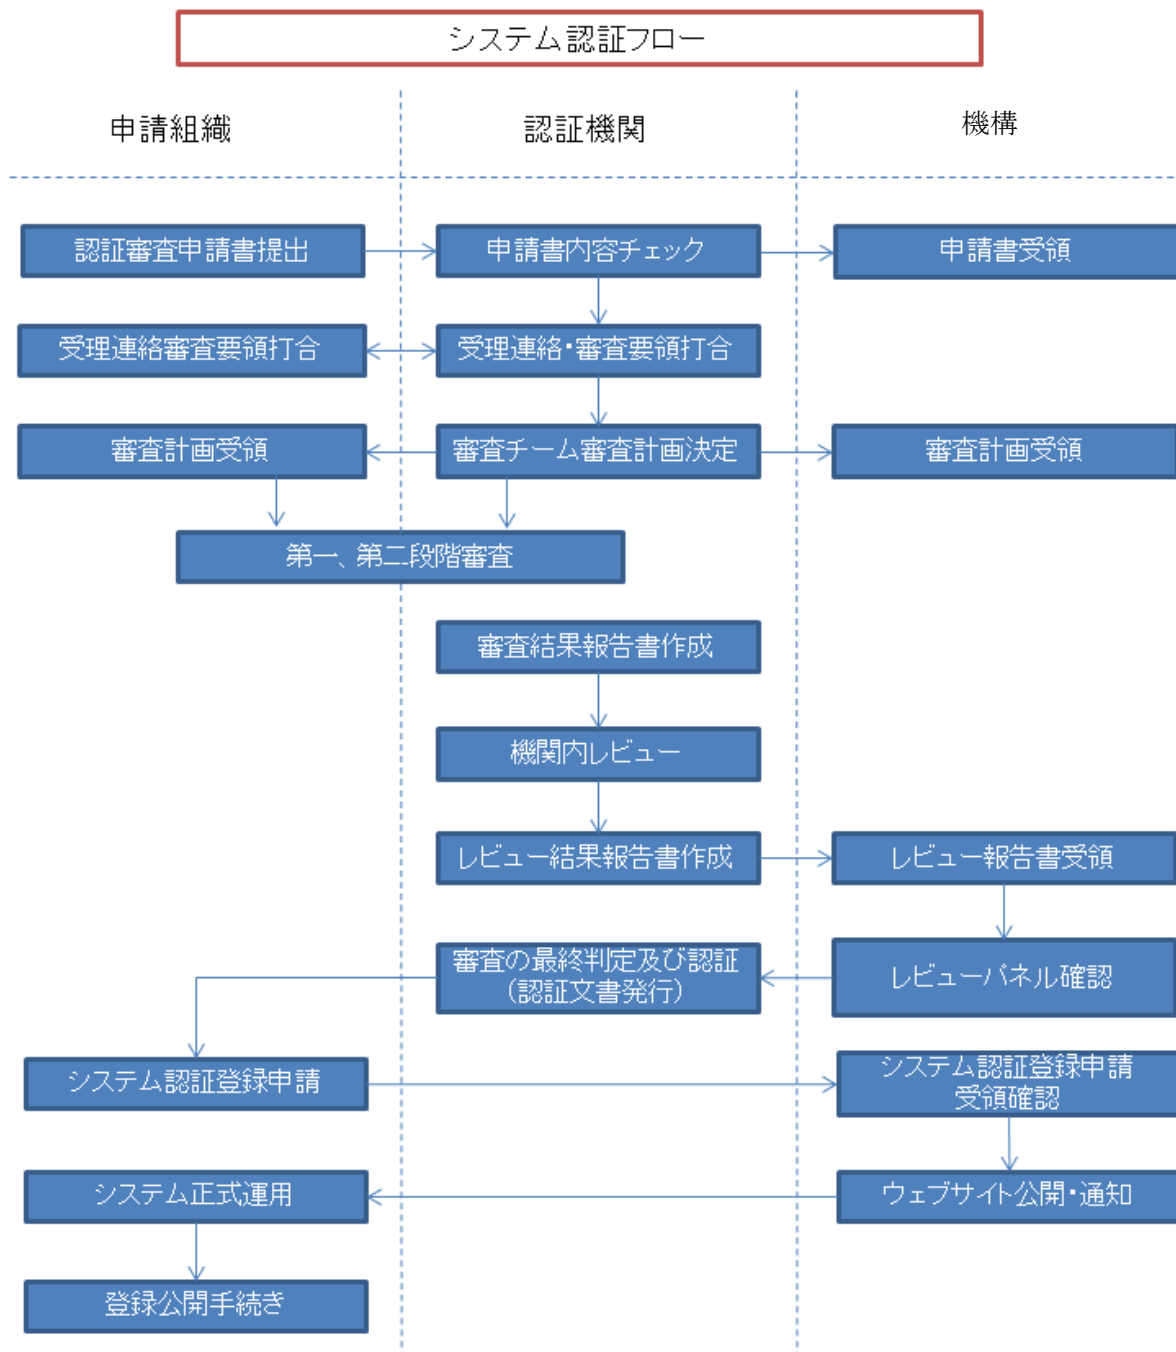 システム認証フロー
申請組織
認証機関
機構
認証審査申請書提出
申請書内容チェック
申請書受領
受理連絡審査要領打合
受理連絡・審査要領打合
審査計画受領
審査チーム審査計画決定
審査計画受領
第一、第二段階審査
審査結果報告書作成
機関内レビュー
レビュー結果報告書作成
レビュー報告書受領
審査の最終判定及び認証
（認証文書発行）
レビューパネル確認
システム認証登録申請
システム認証登録申請
受領確認
システム正式運用
ウェブサイト公開・通知
登録公開手続き